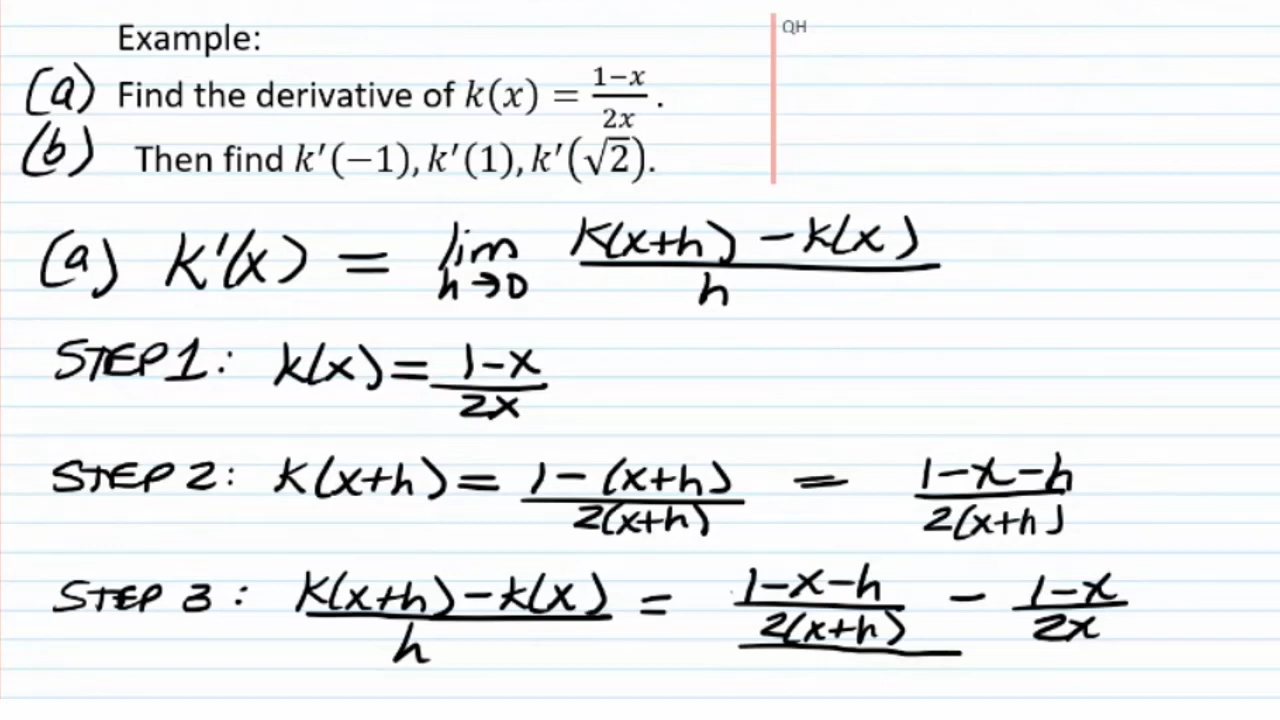 Example:
QH
(a) Find the derivative of k(x) = (1−x)/(2x).
(b) Then find k′(−1), k′(1), k′(√2).
(a) k'(x) = lim h→0 (k(x+h) − k(x))/h
STEP 1: k(x) = (1−x)/(2x)
STEP 2: k(x+h) = (1−(x+h))/(2(x+h)) = (1−x−h)/(2(x+h)
STEP 3: (k(x+h) − k(x))/h = (1−x−h)/(2(x+h)) − (1−x)/(2x)